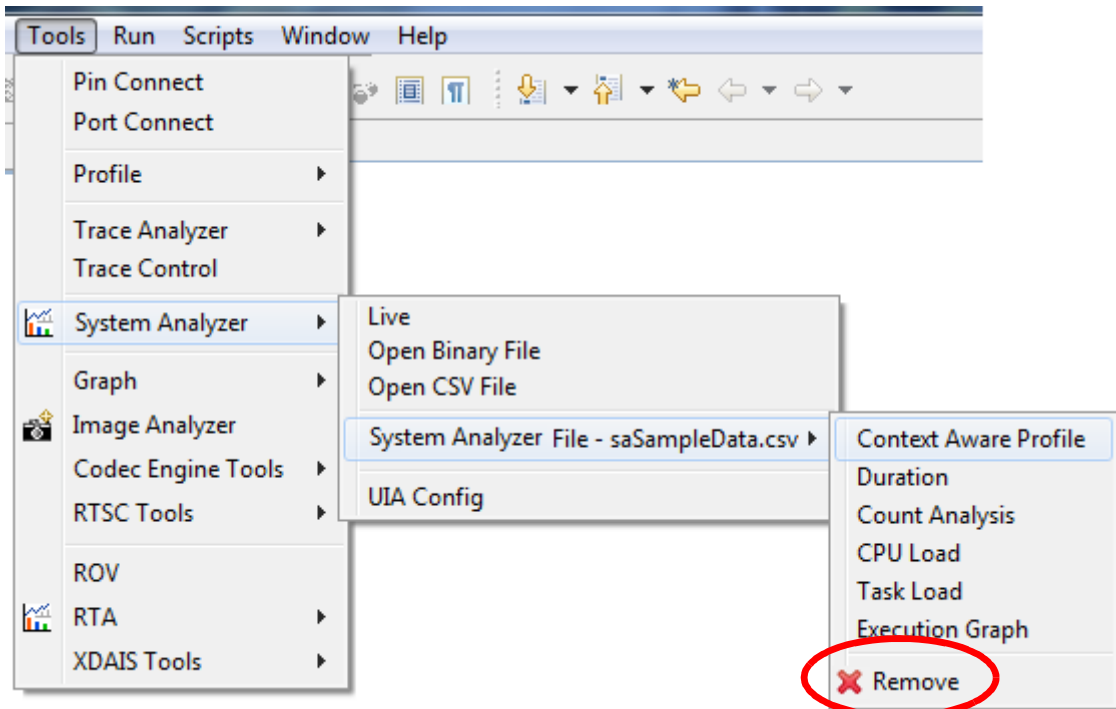 Tools Run Scripts Window Help
Pin Connect
Port Connect
Profile
Trace Analyzer
Trace Control
System Analyzer
Graph
Image Analyzer
Codec Engine Tools
RTSC Tools
ROV
RTA
XDAIS Tools
Live
Open Binary File
Open CSV File
System Analyzer File - saSampleData.csv
UIA Config
Context Aware Profile
Duration
Count Analysis
CPU Load
Task Load
Execution Graph
Remove